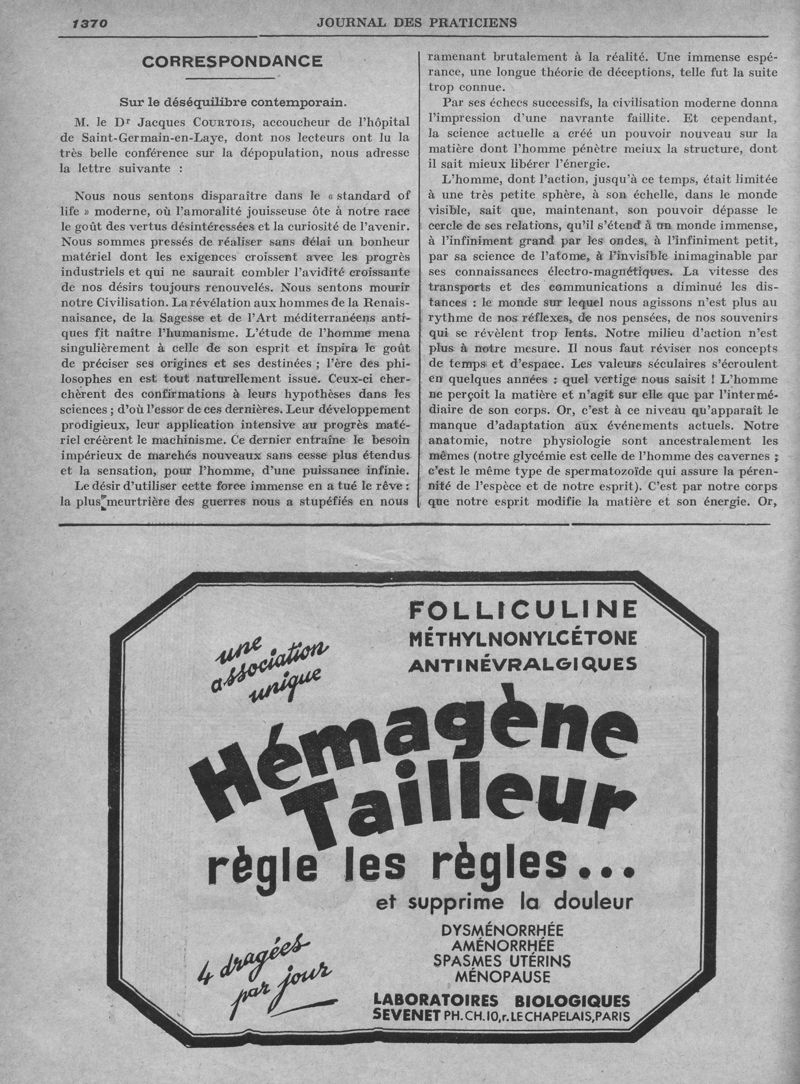 1370
JOURNAL DES PRATICIENS
CORRESPONDANCE
Sur le déséquilibre contemporain.
M. le Dr Jacques COURTOIS, accoucheur de l'hôpital
de Saint-Germain-en-Laye, dont nos lecteurs ont lu la
très belle conférence sur la dépopulation, nous adresse
la lettre suivante :
Nous nous sentons disparaître dans le « standard of
life » moderne, où l'amoralité jouisseuse ôte à notre race
le goût des vertus désintéressées et la curiosité de l'avenir.
Nous sommes pressés de réaliser sans délai un bonheur
matériel dont les exigences croissent avec les progrès
industriels et qui ne saurait combler l'avidité croissante
de nos désirs toujours renouvelés. Nous sentons mourir
notre Civilisation. La révélation aux hommes de la Renais-
naissance, de la Sagesse et de l'Art méditerranéens anti-
ques fit naître l'humanisme. L'étude de l'homme mena
singulièrement à celle de son esprit et inspira le goût
de préciser ses origines et ses destinées ; l'ère des phi-
losophes en est tout naturellement issue. Ceux-ci cher-
chèrent des confirmations à leurs hypothèses dans les
sciences ; d'où l'essor de ces dernières. Leur développement
prodigieux, leur application intensive au progrès maté-
riel créèrent le machinisme. Ce dernier entraîne le besoin
impérieux de marchés nouveaux sans cesse plus étendus
et la sensation, pour l'homme, d'une puissance infinie.
Le désir d'utiliser cette force immense en a tué le rêve :
la plus meurtrière des guerres nous a stupéfiés en nous
ramenant brutalement à la réalité. Une immense espé-
rance, une longue théorie de déceptions, telle fut la suite
trop connue.
Par ses échecs successifs, la civilisation moderne donna
l'impression d'une navrante faillite. Et cependant,
la science actuelle a créé un pouvoir nouveau sur la
matière dont l'homme pénètre meiux la structure, dont
il sait mieux libérer l'énergie.
L'homme, dont l'action, jusqu'à ce temps, était limitée
à une très petite sphère, à son échelle, dans le monde
visible, sait que, maintenant, son pouvoir dépasse le
cercle de ses relations, qu'il s'étend à un monde immense,
à l'infiniment grand par les ondes, à l'infiniment petit,
par sa science de l'atome, à l'invisible inimaginable par
ses connaissances électro-magnétiques. La vitesse des
transports et des communications a diminué les dis-
tances : le monde sur lequel nous agissons n'est plus au
rythme de nos réflexes, de nos pensées, de nos souvenirs
qui se révèlent trop lents. Notre milieu d'action n'est
plus à notre mesure. Il nous faut réviser nos concepts
de temps et d'espace. Les valeurs séculaires s'écroulent
en quelques années : quel vertige nous saisit ! L'homme
ne perçoit la matière et n'agit sur elle que par l'intermé-
diaire de son corps. Or, c'est à ce niveau qu'apparaît le
manque d'adaptation aux événements actuels. Notre
anatomie, notre physiologie sont ancestralement les
mêmes (notre glycémie est celle de l'homme des cavernes ;
c'est le même type de spermatozoïde qui assure la péren-
nité de l'espèce et de notre esprit). C'est par notre corps
que notre esprit modifie la matière et son énergie. Or,
une
association
unique
FOLLICULINE
MÉTHYLNONYLCÉTONE
ANTINÉVRALGIQUES
Hémagène
Tailleur
règle les règles...
et supprime la douleur
4 dragées
par jour
DYSMÉNORRHÉE
AMÉNORRHÉE
SPASMES UTÉRINS
MÉNOPAUSE
LABORATOIRES BIOLOGIQUES
SEVENET PH. CH. 10, r. LE CHAPELAIS, PARIS